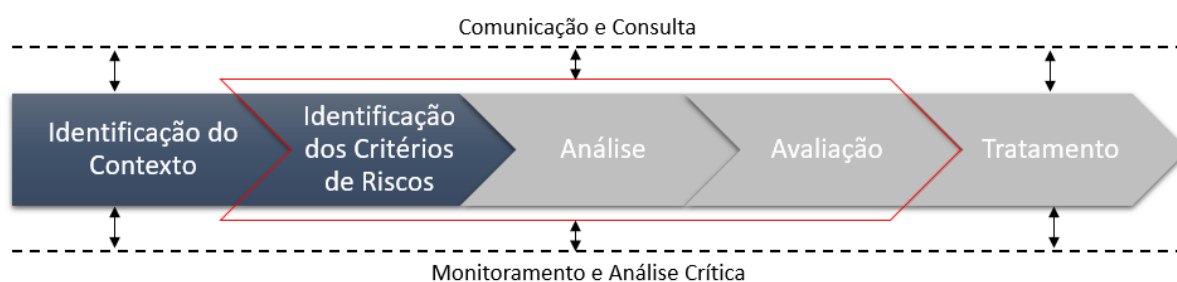 Comunicação e Consulta
Identificação do
Contexto
Identificação
dos Critérios
de Riscos
Análise
Avaliação
Tratamento
Monitoramento e Análise Crítica